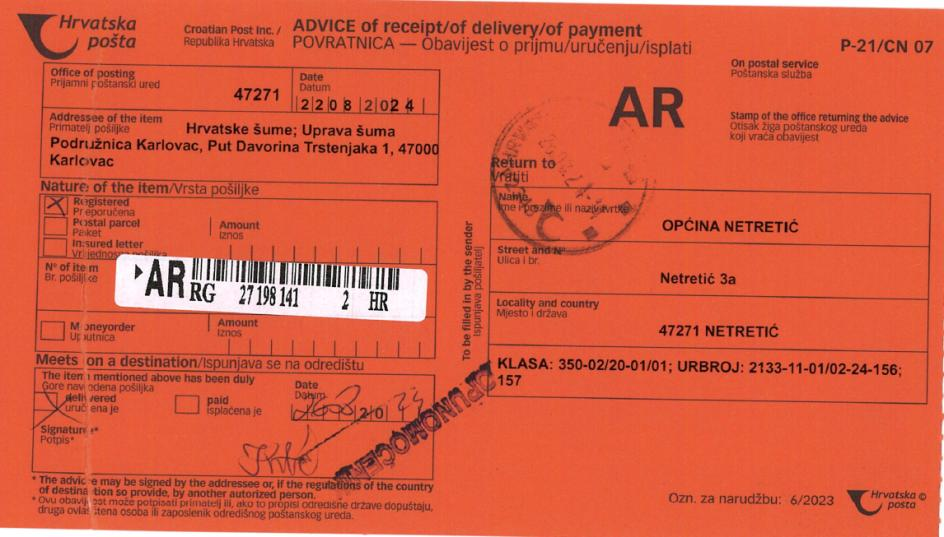 Hrvatska
pošta
Croatian Post Inc. /
Republika Hrvatska
ADVICE of receipt/of delivery/of payment
POVRATNICA — Obavijest o prijmu/uručenju/isplati
P-21/CN 07
Office of posting
Prijamni poštanski ured
47271
Date
Datum
2 2 0 8 2 0 2 4
Addressee of the item
Primatelj pošiljke
Hrvatske šume; Uprava šuma
Podružnica Karlovac, Put Davorina Trstenjaka 1, 47000
Karlovac
Nature of the item/Vrsta pošiljke
Registered
Preporučena
Postal parcel
Paket
Insured letter
Vrijednosna pošiljka
Amount
Iznos
Nº of item
Br. pošiljke
AR RG 27 198 141 2 HR
Moneyorder
Uputnica
Amount
Iznos
Meets on a destination/Ispunjava se na odredištu
The item mentioned above has been duly
Gore navedena pošiljka
delivered
uručena je
paid
isplaćena je
Date
Datum
2 0
Signature*
Potpis*
* The advice may be signed by the addressee or, if the regulations of the country
of destination so provide, by another autorized person.
* Ovu obavijest može potpisati primatelj ili, ako to propisi odredišne države dopuštaju,
druga ovlaštena osoba ili zaposlenik odredišnog poštanskog ureda.
OPUNOMOĆENIK
On postal service
Poštanska služba
AR
Stamp of the office returning the advice
Otisak žiga poštanskog ureda
koji vraća obavijest
Return to
Vratiti
To be filled in by the sender
Ispunjava pošiljatelj
Name
Ime i prezime ili naziv tvrtke
OPĆINA NETRETIĆ
Street and Nº
Ulica i br.
Netretić 3a
Locality and country
Mjesto i država
47271 NETRETIĆ
KLASA: 350-02/20-01/01; URBROJ: 2133-11-01/02-24-156;
157
Ozn. za narudžbu: 6/2023
Hrvatska ©
pošta